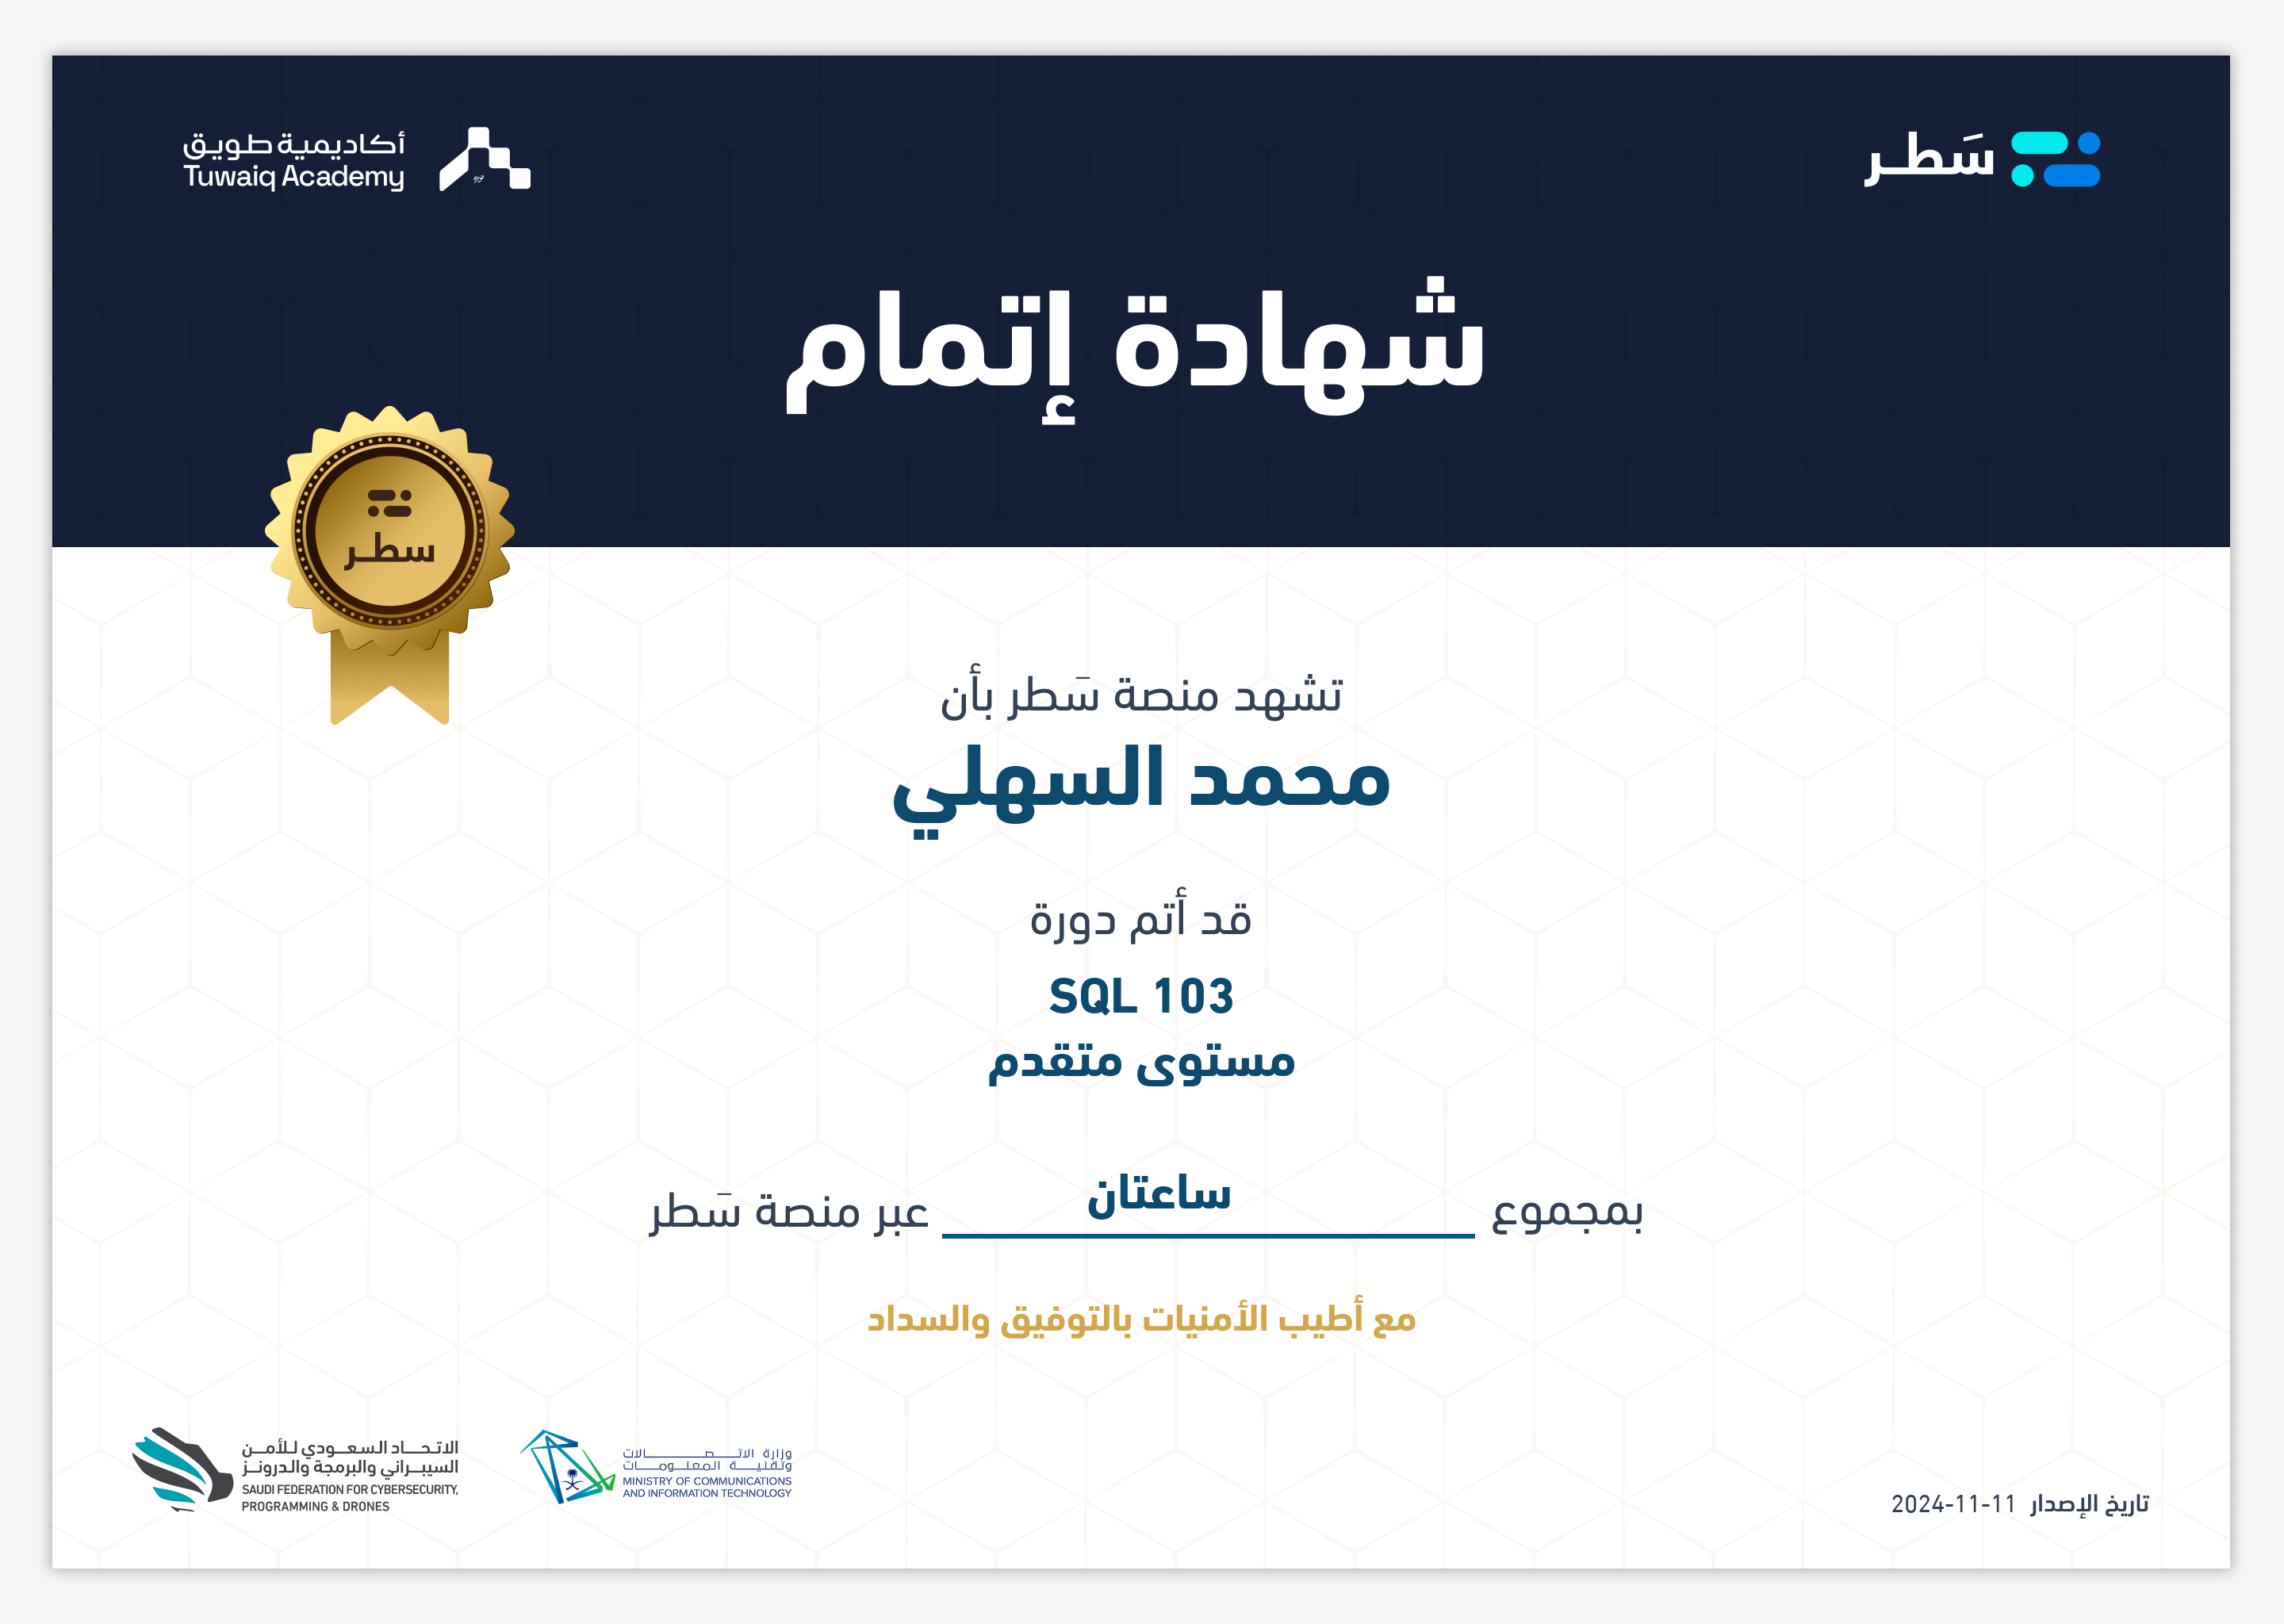 سَطر
أكاديمية طويق
Tuwaiq Academy
شهادة إتمام
سطر
تشهد منصة سَطر بأن
محمد السهلي
قد أتم دورة
SQL 103
مستوى متقدم
بمجموع ساعتان عبر منصة سَطر
مع أطيب الأمنيات بالتوفيق والسداد
الاتحاد السعودي للأمن
السيبراني والبرمجة والدرونز
SAUDI FEDERATION FOR CYBERSECURITY,
PROGRAMMING & DRONES
وزارة الاتصالات
وتقنية المعلومات
MINISTRY OF COMMUNICATIONS
AND INFORMATION TECHNOLOGY
تاريخ الإصدار 2024-11-11